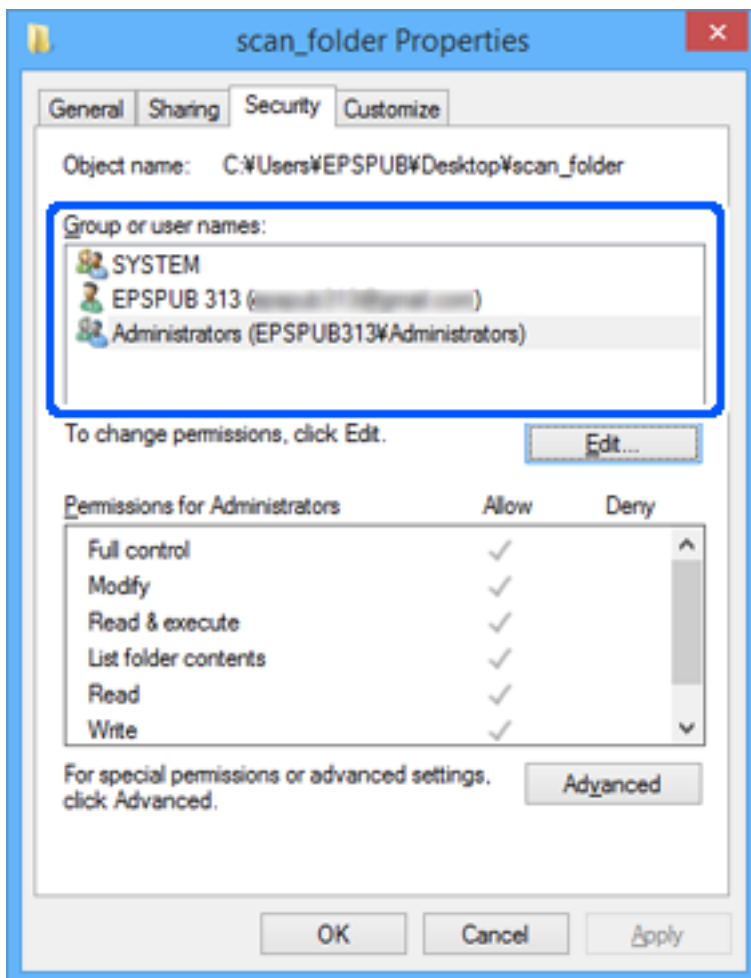 scan_folder Properties
General Sharing Security Customize
Object name: C:¥Users¥EPSPUB¥Desktop¥scan_folder
Group or user names:
SYSTEM
EPSPUB 313 ( )
Administrators (EPSPUB313¥Administrators)
To change permissions, click Edit.
Edit...
Permissions for Administrators Allow Deny
Full control
Modify
Read & execute
List folder contents
Read
Write
For special permissions or advanced settings,
click Advanced.
Advanced
OK Cancel Apply